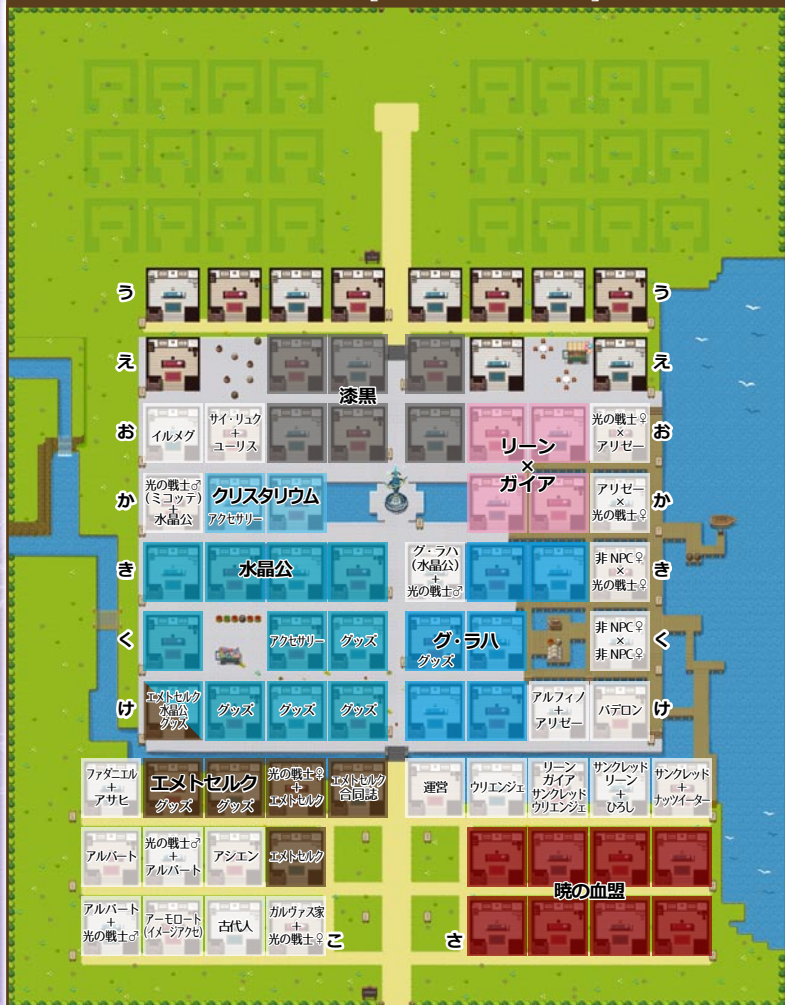 う
う
え
え
漆黒
お
イルメグ
サイ・リュク
+
ユーリス
リーン
×
ガイア
光の戦士♀
×
アリゼー
お
か
光の戦士♂
(ミコッテ)
+
水晶公
クリスタリウム
アクセサリー
アリゼー
×
光の戦士♀
か
き
水晶公
グ・ラハ
(水晶公)
+
光の戦士♂
非NPC♀
×
光の戦士♀
き
く
アクセサリー
グッズ
グ・ラハ
グッズ
非NPC♀
×
非NPC♀
く
け
エメトセルク
水晶公
グッズ
グッズ
グッズ
グッズ
アルフィノ
+
アリゼー
バデロン
け
ファダニエル
+
アサヒ
エメトセルク
グッズ
グッズ
光の戦士♀
+
エメトセルク
エメトセルク
合同誌
運営
ウリエンジェ
リーン
ガイア
サンクレッド
ウリエンジェ
サンクレッド
リーン
+
ひろし
サンクレッド
+
ナッツイーター
アルバート
光の戦士♂
+
アルバート
アシエン
エメトセルク
暁の血盟
アルバート
+
光の戦士♂
アーモロート
(イメージアクセ)
古代人
ガルヴァス家
+
光の戦士♀
こ
さ